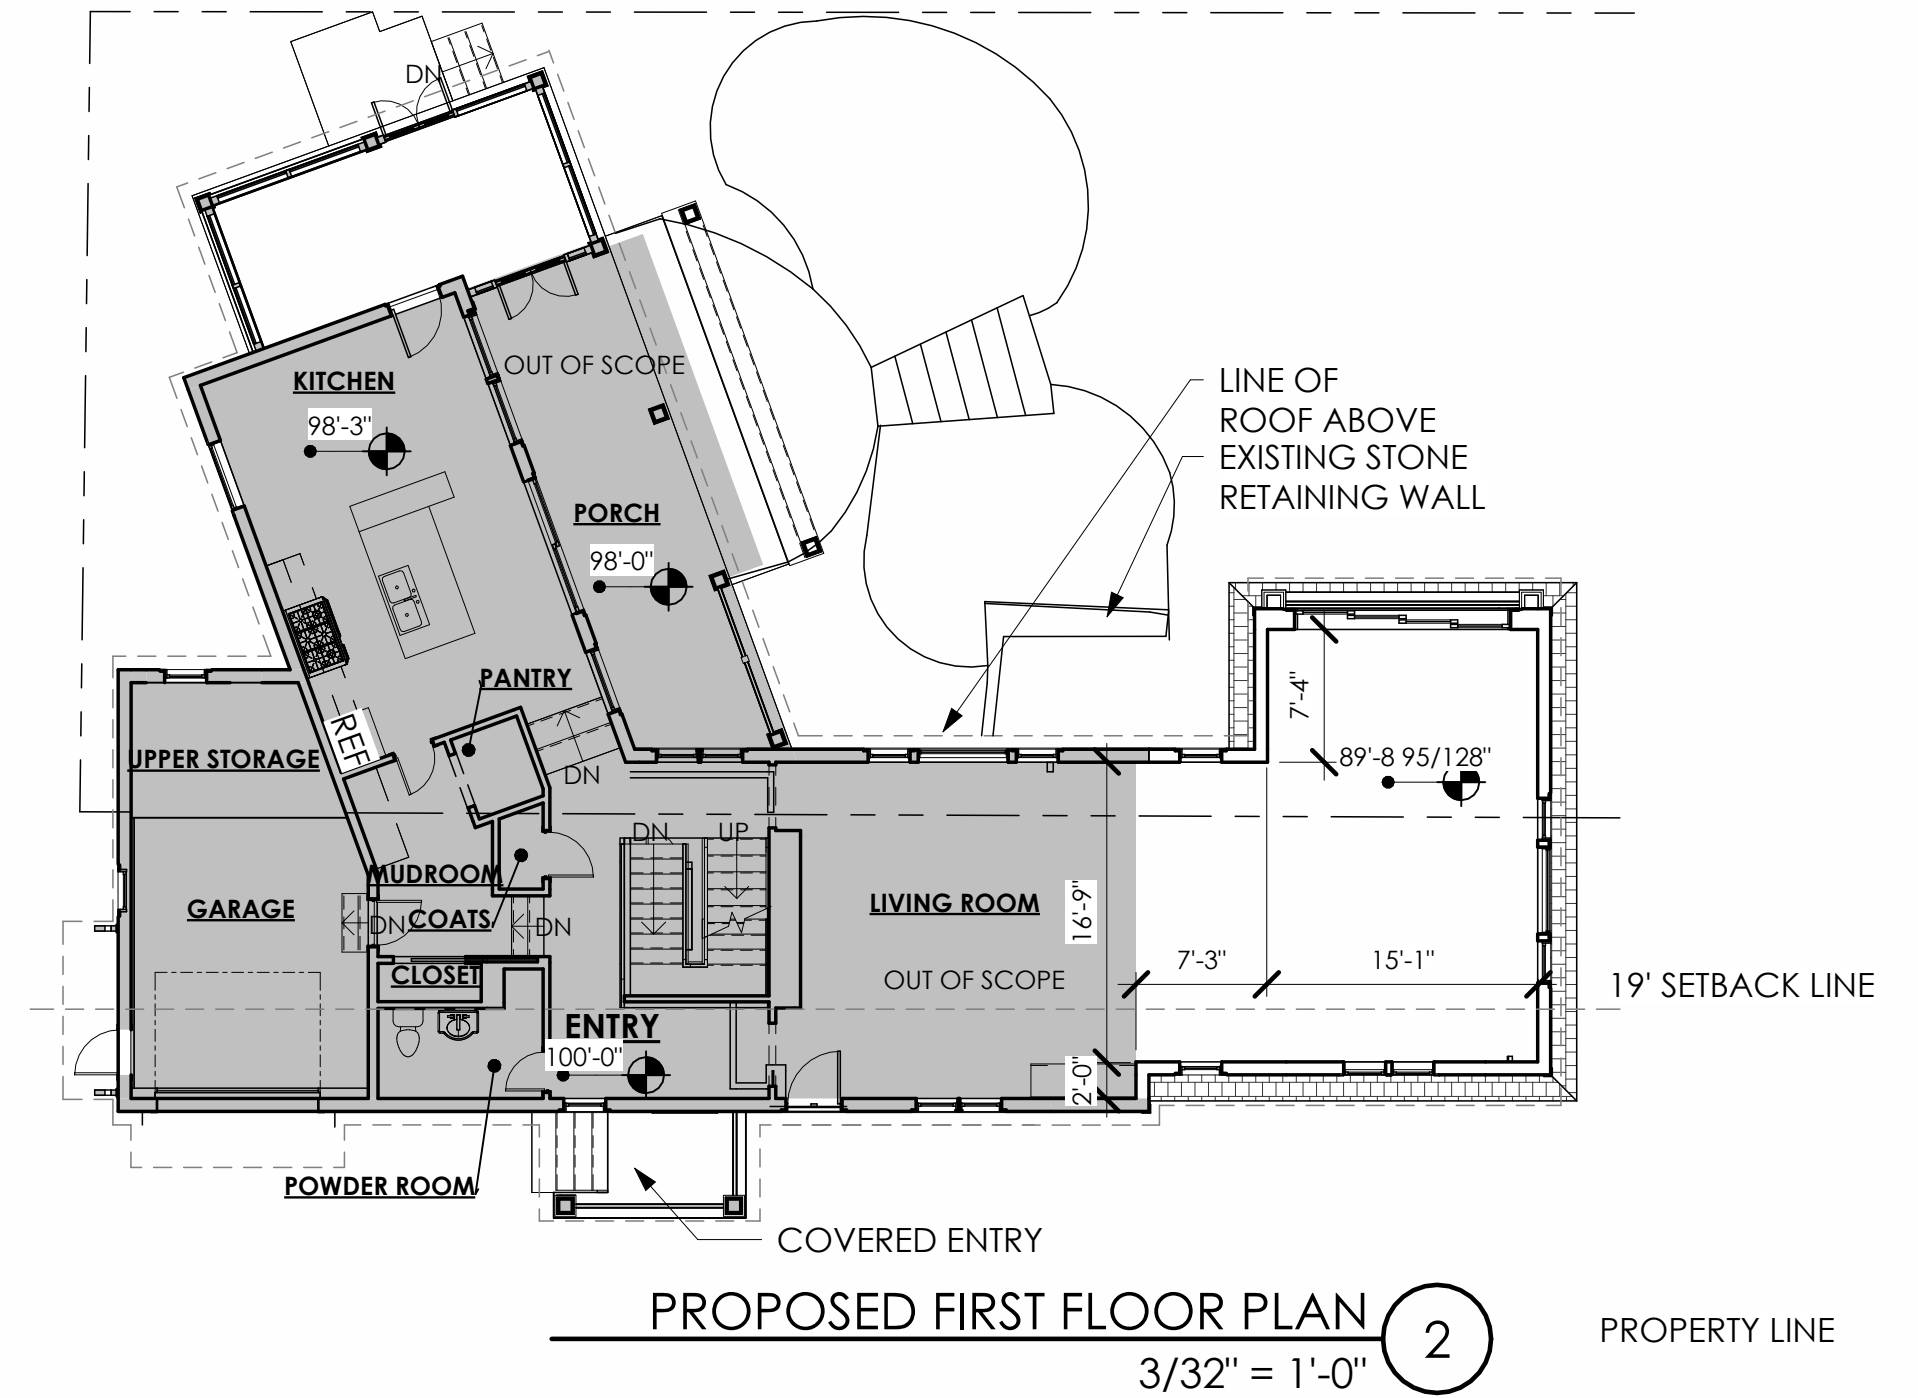 DN
OUT OF SCOPE
KITCHEN
98'-3"
LINE OF
ROOF ABOVE
EXISTING STONE
RETAINING WALL
PORCH
98'-0"
PANTRY
7'-4"
REF
UPPER STORAGE
89'-8 95/128"
DN
DN
UP
MUDROOM
GARAGE
DN
COATS
DN
LIVING ROOM
16'-9"
7'-3"
15'-1"
CLOSET
OUT OF SCOPE
19' SETBACK LINE
ENTRY
100'-0"
2'-0"
POWDER ROOM
COVERED ENTRY
PROPOSED FIRST FLOOR PLAN
2
3/32" = 1'-0"
PROPERTY LINE